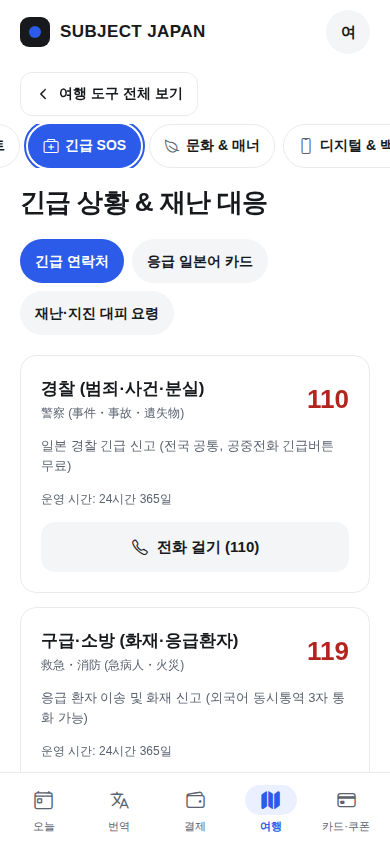 SUBJECT JAPAN
여
여행 도구 전체 보기
긴급 SOS
문화 & 매너
디지털 &
긴급 상황 & 재난 대응
긴급 연락처
응급 일본어 카드
재난·지진 대피 요령
경찰 (범죄·사건·분실)
110
警察 (事件・事故・遺失物)
일본 경찰 긴급 신고 (전국 공통, 공중전화 긴급버튼
무료)
운영 시간: 24시간 365일
전화 걸기 (110)
구급·소방 (화재·응급환자)
119
救急・消防 (急病人・火災)
응급 환자 이송 및 화재 신고 (외국어 동시통역 3자 통
화 가능)
운영 시간: 24시간 365일
오늘
번역
결제
여행
카드·쿠폰